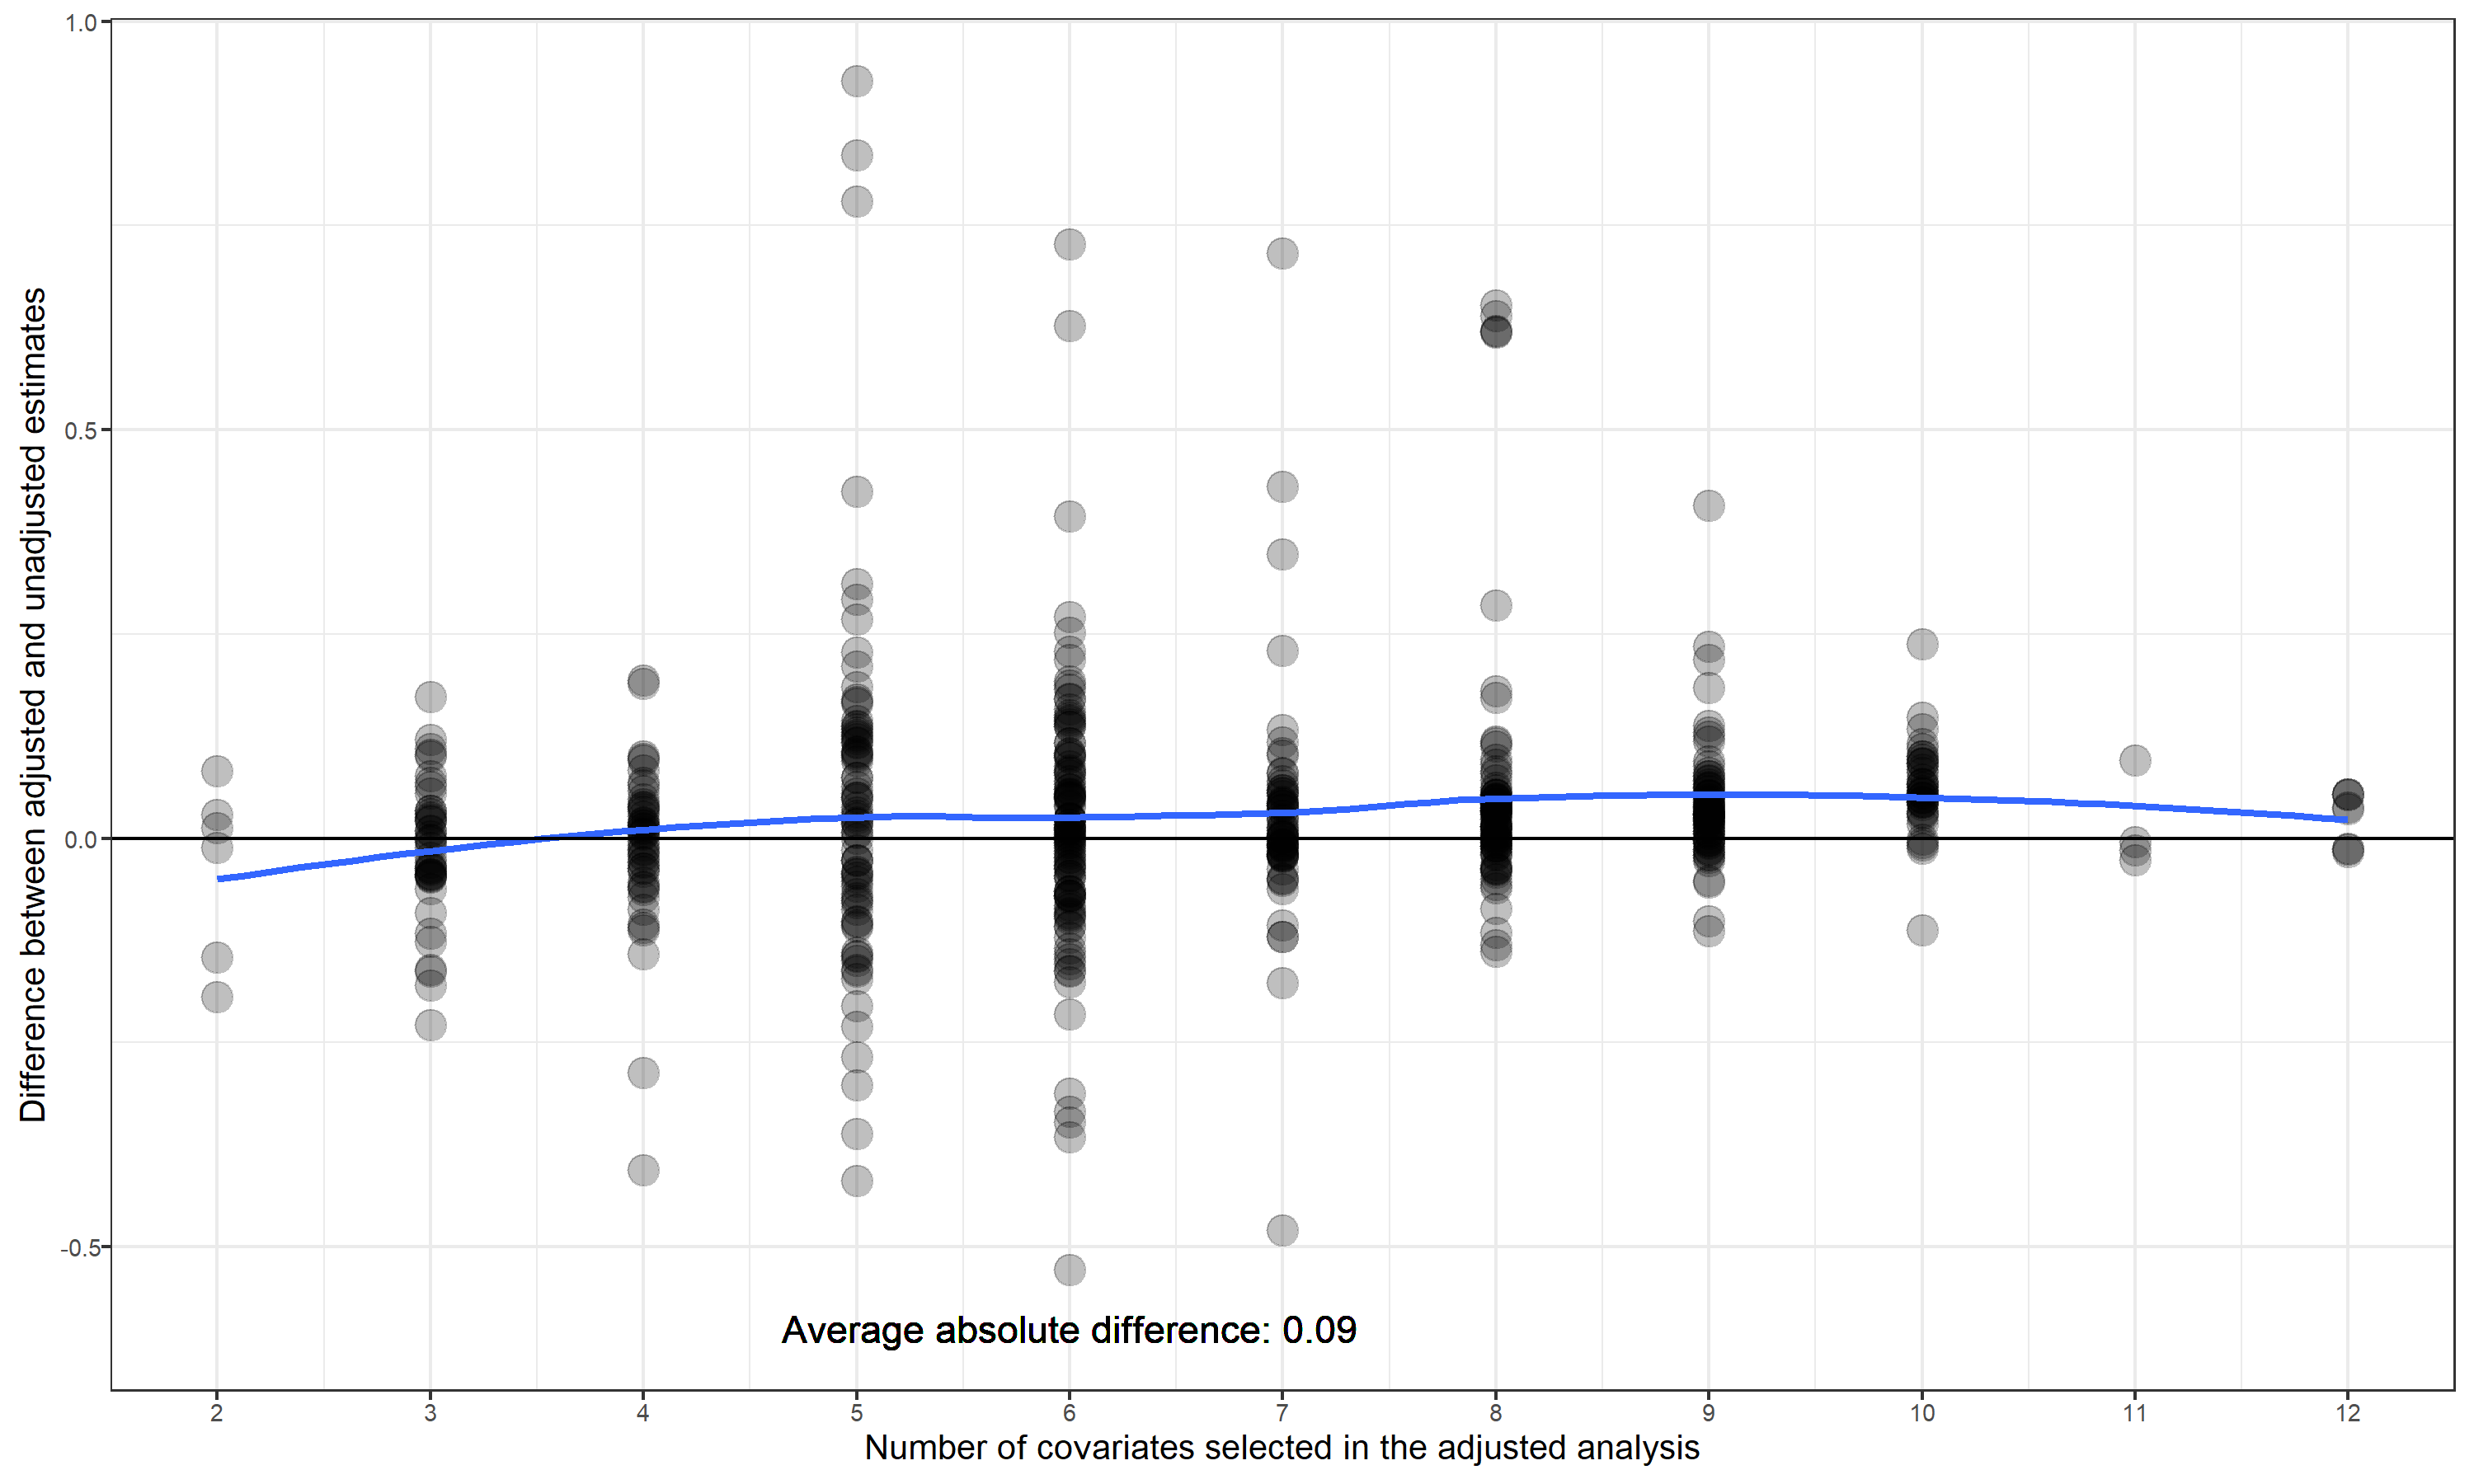 Difference between adjusted and unadjusted estimates
1.0
0.5
0.0
-0.5
Average absolute difference: 0.09
2 3 4 5 6 7 8 9 10 11 12
Number of covariates selected in the adjusted analysis